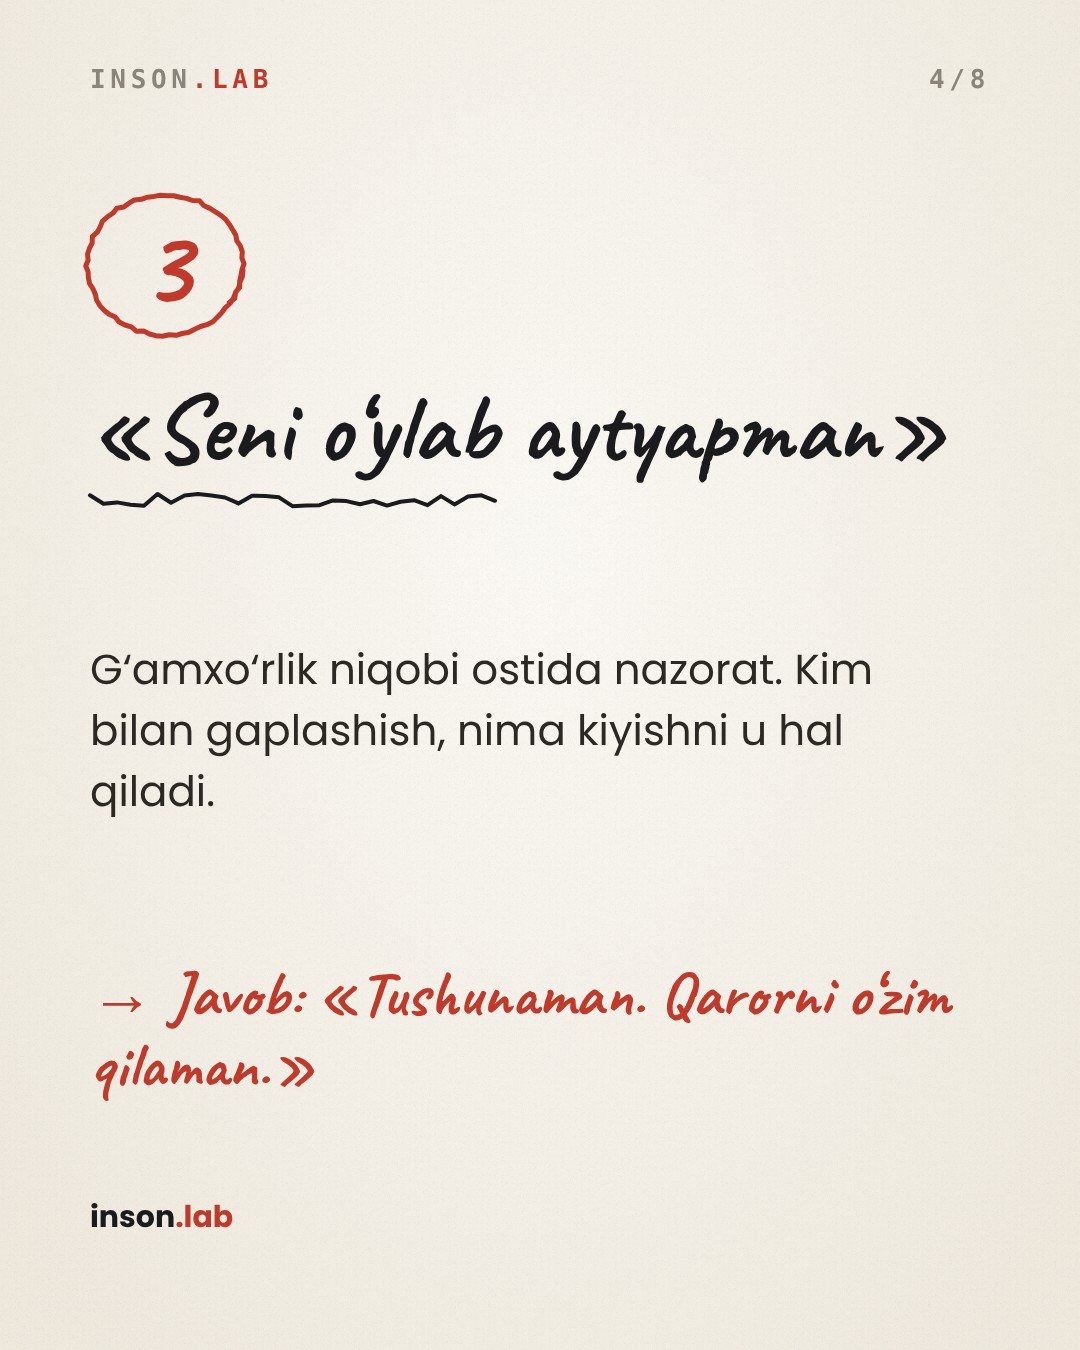 INSON.LAB 4/8
3
«Seni o‘ylab aytyapman»
G‘amxo‘rlik niqobi ostida nazorat. Kim
bilan gaplashish, nima kiyishni u hal
qiladi.
→ Javob: «Tushunaman. Qarorni o‘zim
qilaman.»
inson.lab